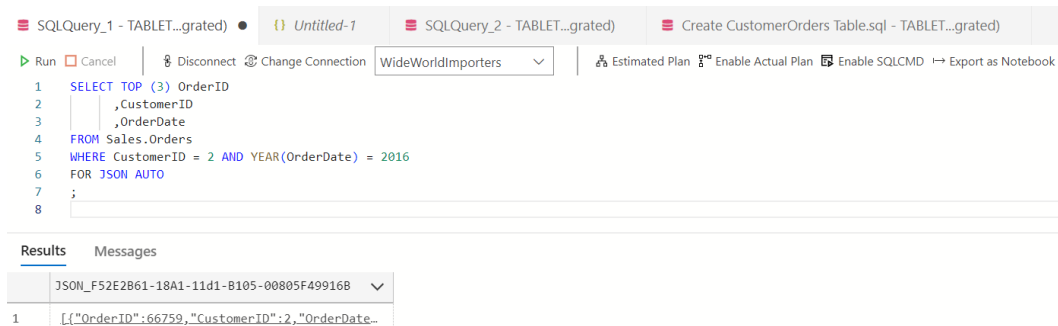 SQLQuery_1 - TABLET...grated) ● {} Untitled-1 SQLQuery_2 - TABLET...grated) Create CustomerOrders Table.sql - TABLET...grated)
Run Cancel Disconnect Change Connection WideWorldImporters Estimated Plan Enable Actual Plan Enable SQLCMD Export as Notebook
1 SELECT TOP (3) OrderID
2 ,CustomerID
3 ,OrderDate
4 FROM Sales.Orders
5 WHERE CustomerID = 2 AND YEAR(OrderDate) = 2016
6 FOR JSON AUTO
7 ;
8
Results Messages
JSON_F52E2B61-18A1-11d1-B105-00805F49916B
1 [{"OrderID":66759,"CustomerID":2,"OrderDate…